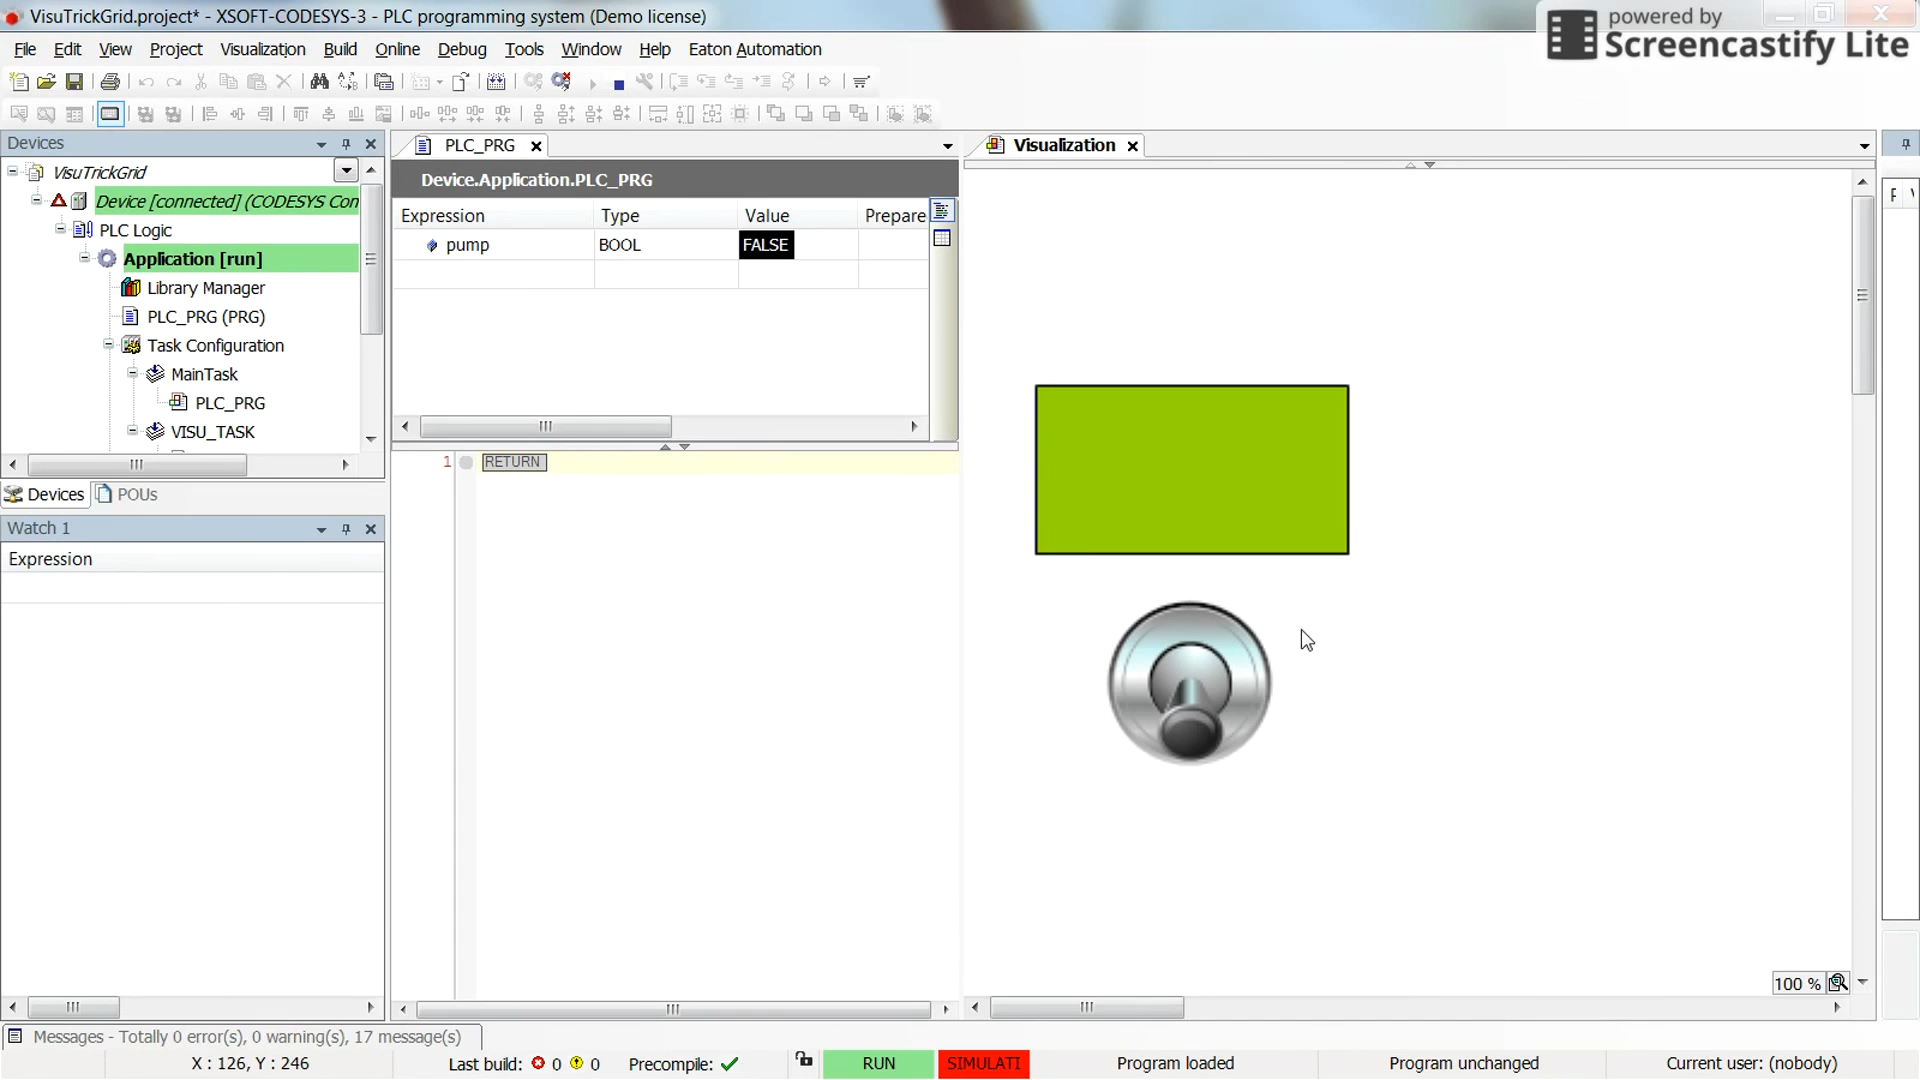 VisuTrickGrid.project* - XSOFT-CODESYS-3 - PLC programming system (Demo license)
powered by
Screencastify Lite
File Edit View Project Visualization Build Online Debug Tools Window Help Eaton Automation
Devices
VisuTrickGrid
Device [connected] (CODESYS Con
PLC Logic
Application [run]
Library Manager
PLC_PRG (PRG)
Task Configuration
MainTask
PLC_PRG
VISU_TASK
Devices POUs
Watch 1
Expression
PLC_PRG
Device.Application.PLC_PRG
Expression Type Value Prepare
pump BOOL FALSE
1 RETURN
Visualization
100 %
Messages - Totally 0 error(s), 0 warning(s), 17 message(s)
X : 126, Y : 246 Last build: 0 0 Precompile: RUN SIMULATI Program loaded Program unchanged Current user: (nobody)